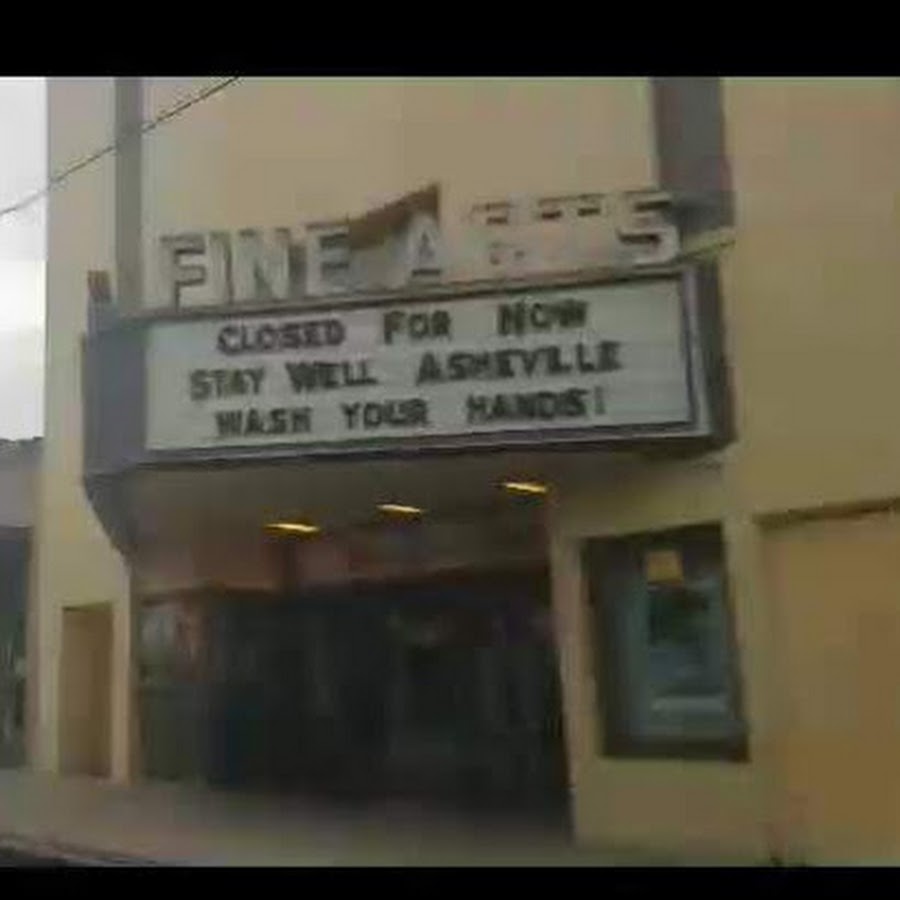 FINE ARTS
CLOSED FOR NOW
STAY WELL ASHEVILLE
WASH YOUR HANDS!